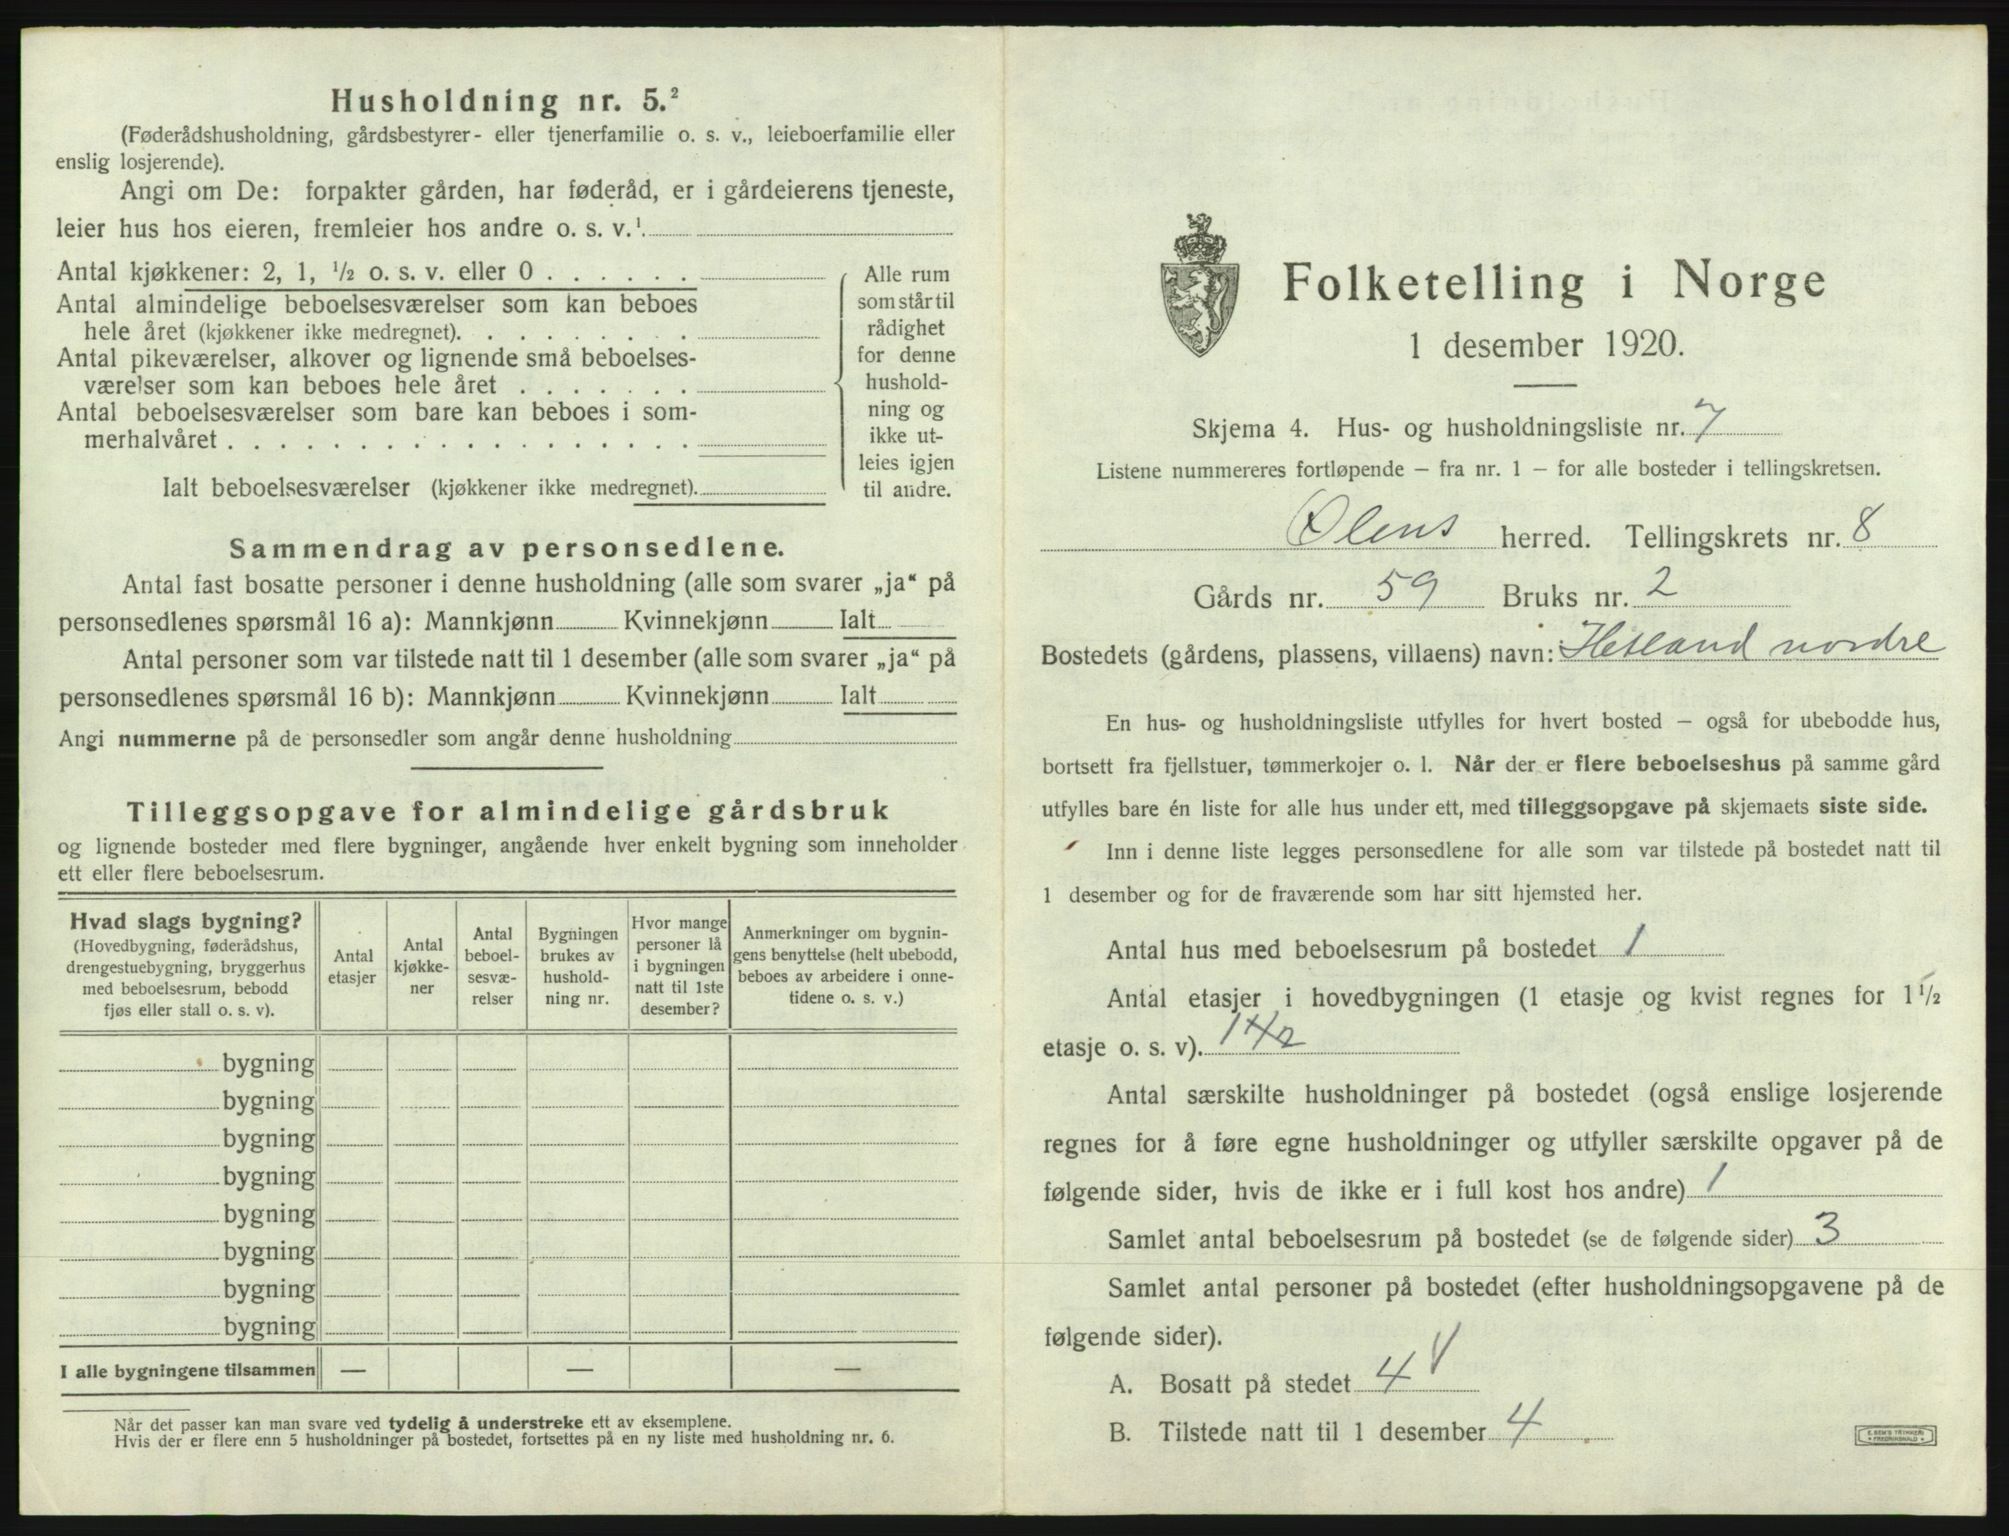 Husholdning nr. 5.²
(Føderådshusholdning, gårdsbestyrer- eller tjenerfamilie o. s. v., leieboerfamilie eller
enslig losjerende).
Angi om De: forpakter gården, har føderåd, er i gårdeierens tjeneste,
leier hus hos eieren, fremleier hos andre o. s. v.¹
Antal kjøkkener: 2, 1, ½ o. s. v. eller 0
Antal almindelige beboelsesværelser som kan beboes
hele året (kjøkkener ikke medregnet)
Antal pikeværelser, alkover og lignende små beboelses-
værelser som kan beboes hele året
Antal beboelsesværelser som bare kan beboes i som-
merhalvåret
Ialt beboelsesværelser (kjøkkener ikke medregnet)
Alle rum
som står til
rådighet
for denne
hushold-
ning og
ikke ut-
leies igjen
til andre.
Sammendrag av personsedlene.
Antal fast bosatte personer i denne husholdning (alle som svarer „ja“ på
personsedlenes spørsmål 16 a): Mannkjønn Kvinnekjønn Ialt
Antal personer som var tilstede natt til 1 desember (alle som svarer „ja“ på
personsedlenes spørsmål 16 b): Mannkjønn Kvinnekjønn Ialt
Angi nummerne på de personsedler som angår denne husholdning
Tilleggsopgave for almindelige gårdsbruk
og lignende bosteder med flere bygninger, angående hver enkelt bygning som inneholder
ett eller flere beboelsesrum.
Hvad slags bygning?
(Hovedbygning, føderådshus,
drengestuebygning, bryggerhus
med beboelsesrum, bebodd
fjøs eller stall o. s. v).
Antal
etasjer
Antal
kjøkke-
ner
Antal
beboel-
sesvæ-
relser
Bygningen
brukes av
hushold-
ning nr.
Hvor mange
personer lå
i bygningen
natt til 1ste
desember?
Anmerkninger om bygnin-
gens benyttelse (helt ubebodd,
beboes av arbeidere i onne-
tidene o. s. v.)
bygning
bygning
bygning
bygning
bygning
bygning
bygning
bygning
I alle bygningene tilsammen — — —
Når det passer kan man svare ved tydelig å understreke ett av eksemplene.
Hvis der er flere enn 5 husholdninger på bostedet, fortsettes på en ny liste med husholdning nr. 6.
Folketelling i Norge
1 desember 1920.
Skjema 4. Hus- og husholdningsliste nr. 7
Listene nummereres fortløpende – fra nr. 1 – for alle bosteder i tellingskretsen.
Ølens herred. Tellingskrets nr. 8
Gårds nr. 59 Bruks nr. 2
Bostedets (gårdens, plassens, villaens) navn: Hetland nordre
En hus- og husholdningsliste utfylles for hvert bosted – også for ubebodde hus,
bortsett fra fjellstuer, tømmerkojer o. l. Når der er flere beboelseshus på samme gård
utfylles bare én liste for alle hus under ett, med tilleggsopgave på skjemaets siste side.
Inn i denne liste legges personsedlene for alle som var tilstede på bostedet natt til
1 desember og for de fraværende som har sitt hjemsted her.
Antal hus med beboelsesrum på bostedet 1
Antal etasjer i hovedbygningen (1 etasje og kvist regnes for 1½
etasje o. s. v). 1½
Antal særskilte husholdninger på bostedet (også enslige losjerende
regnes for å føre egne husholdninger og utfyller særskilte opgaver på de
følgende sider, hvis de ikke er i full kost hos andre) 1
Samlet antal beboelsesrum på bostedet (se de følgende sider) 3
Samlet antal personer på bostedet (efter husholdningsopgavene på de
følgende sider).
A. Bosatt på stedet 4
B. Tilstede natt til 1 desember 4
E. SEM'S TRYKKERI
FREDRIKSHALD